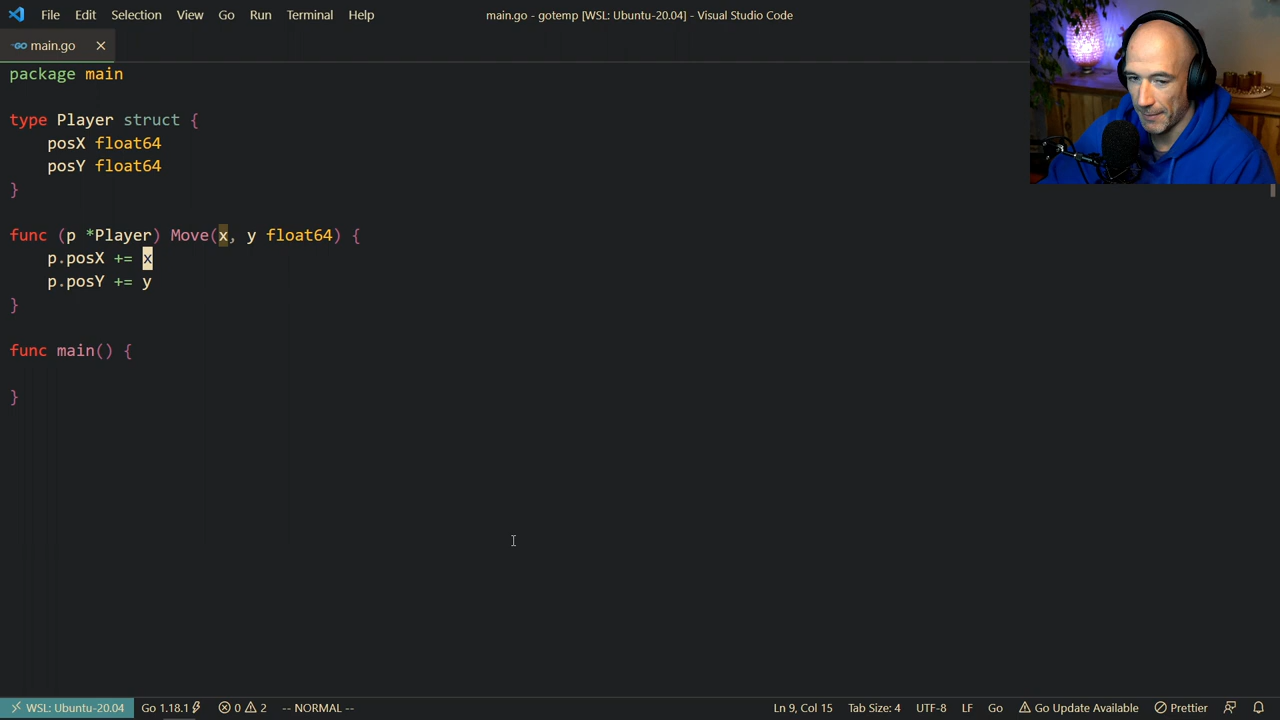 File Edit Selection View Go Run Terminal Help
main.go - gotemp [WSL: Ubuntu-20.04] - Visual Studio Code
main.go
package main
type Player struct {
posX float64
posY float64
}
func (p *Player) Move(x, y float64) {
p.posX += x
p.posY += y
}
func main() {
}
WSL: Ubuntu-20.04 Go 1.18.1 0 2 -- NORMAL -- Ln 9, Col 15 Tab Size: 4 UTF-8 LF Go Go Update Available Prettier